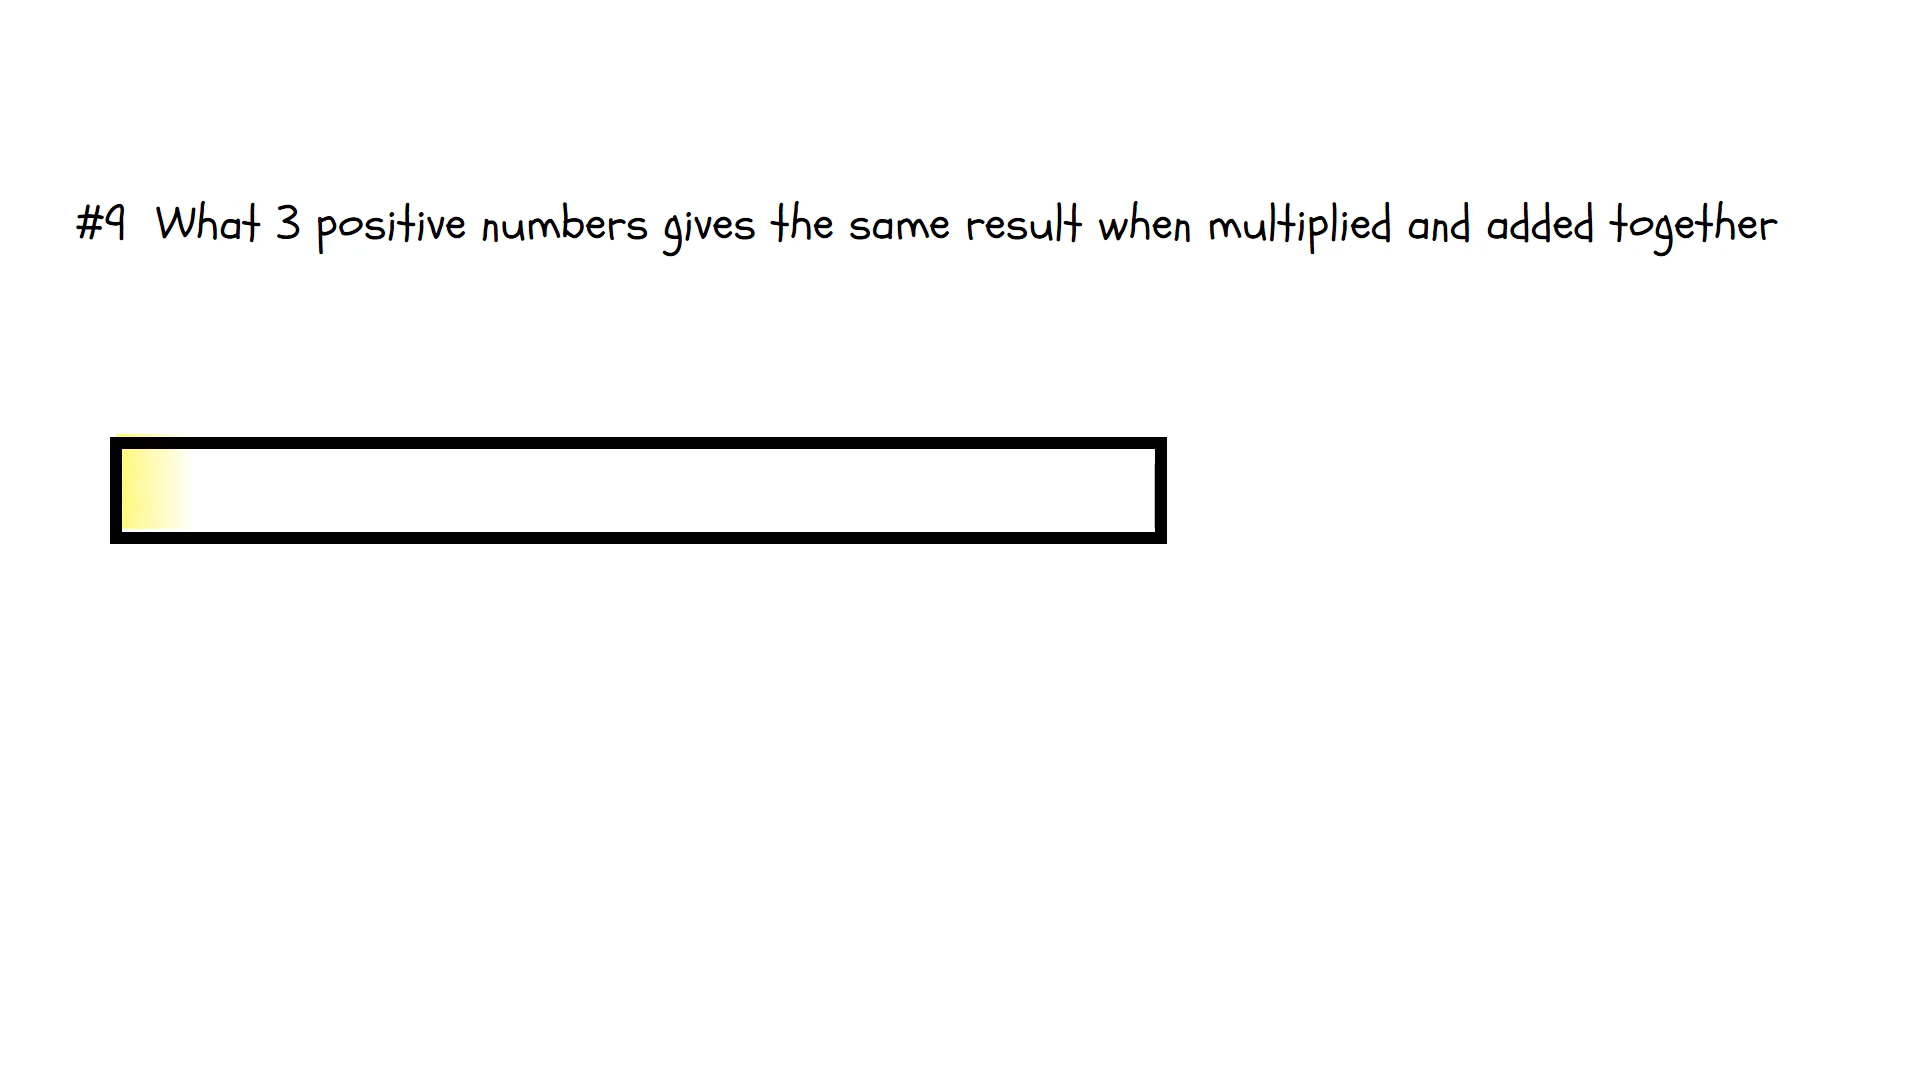 #9 What 3 positive numbers gives the same result when multiplied and added together